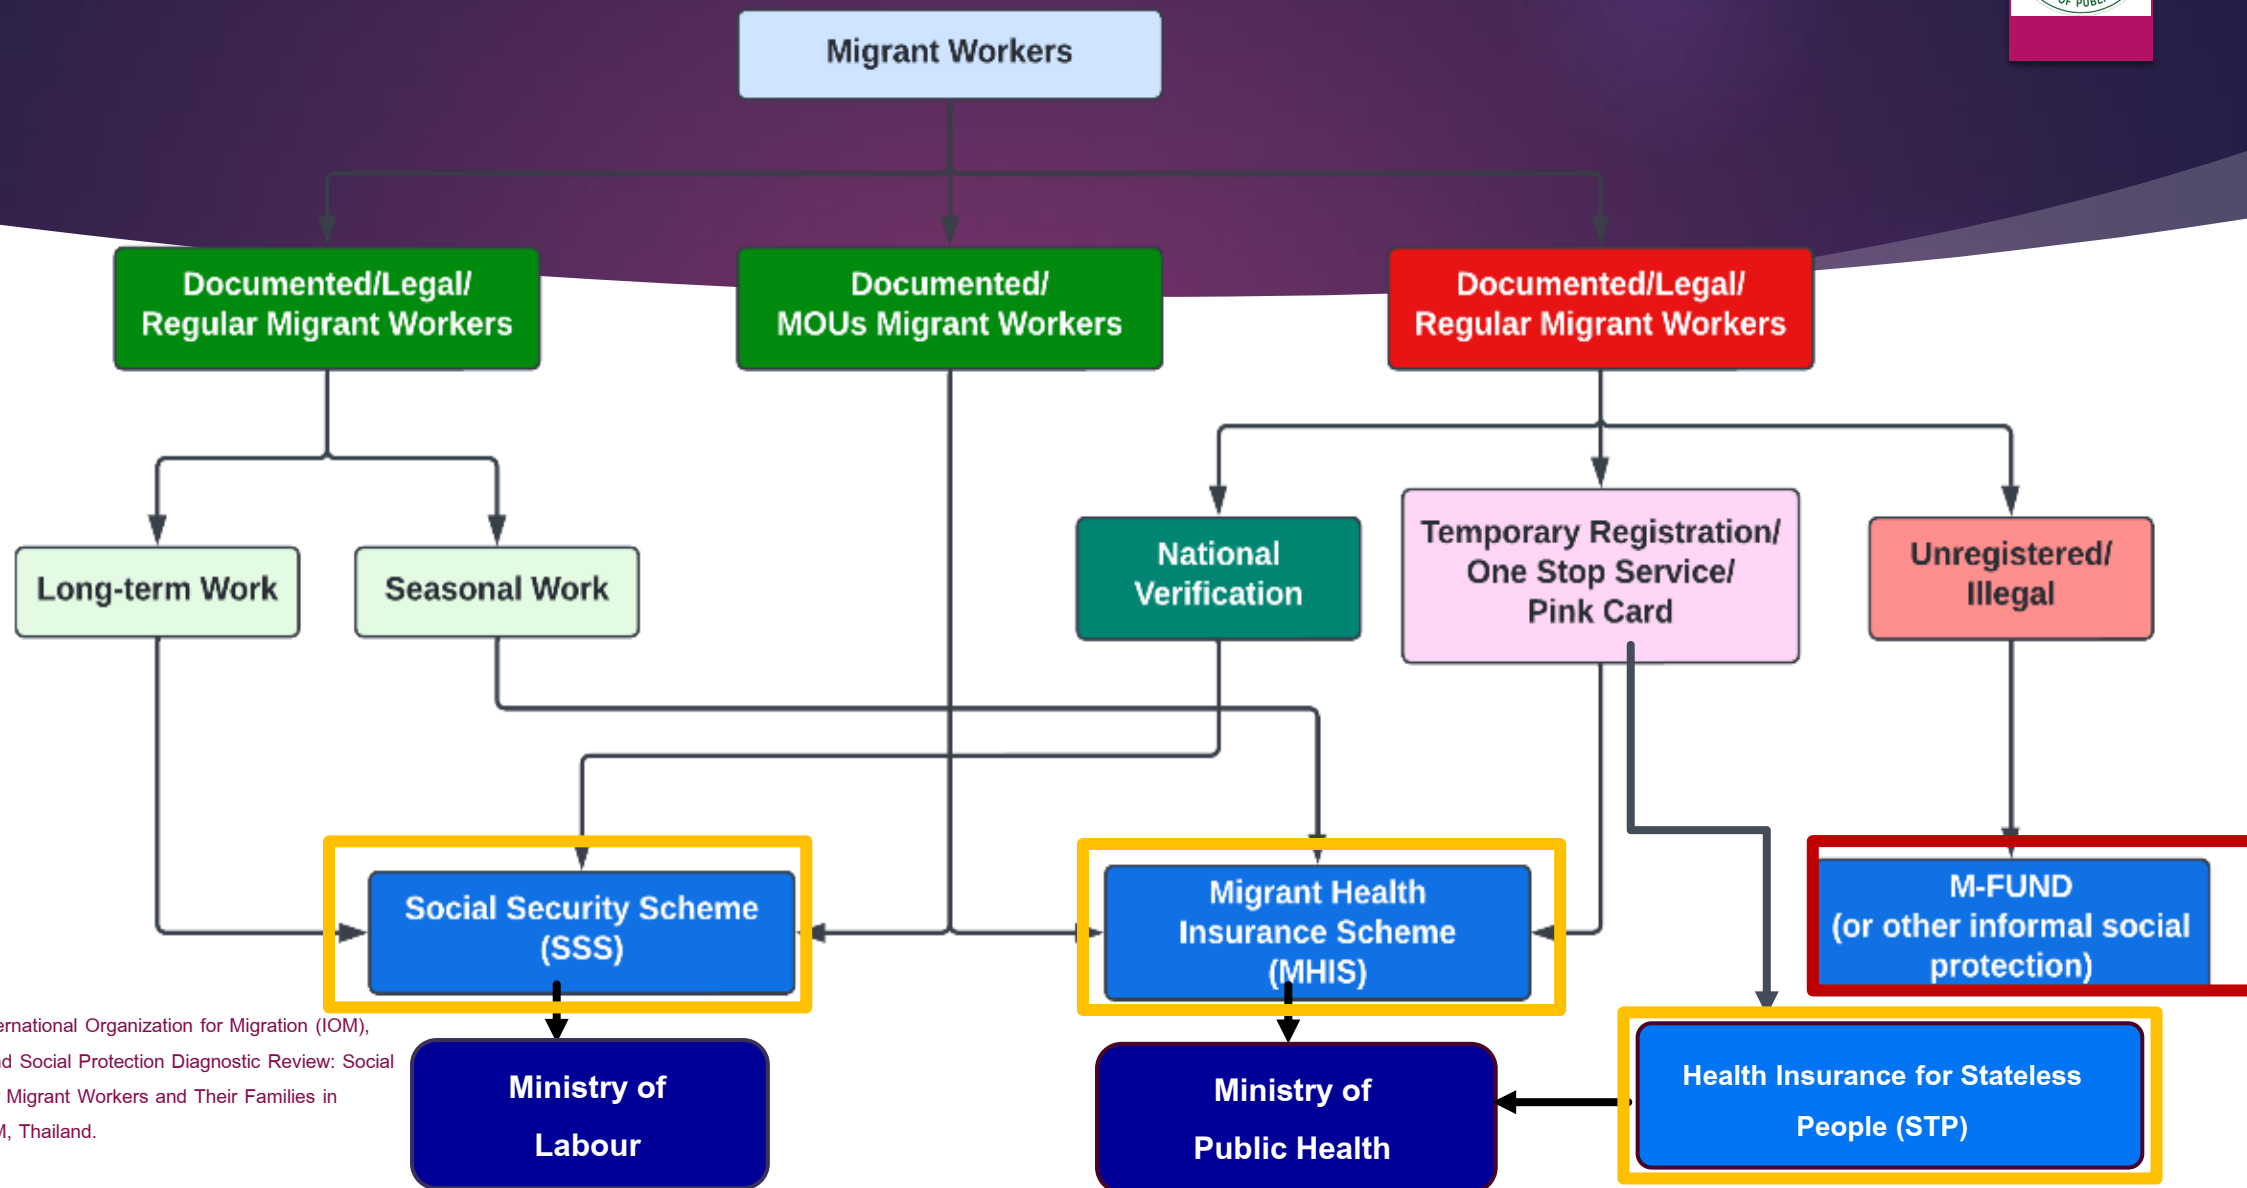 OF PUBL
Migrant Workers
Documented/Legal/
Regular Migrant Workers
Documented/
MOUs Migrant Workers
Documented/Legal/
Regular Migrant Workers
Long-term Work
Seasonal Work
National
Verification
Temporary Registration/
One Stop Service/
Pink Card
Unregistered/
Illegal
Social Security Scheme
(SSS)
Migrant Health
Insurance Scheme
(MHIS)
M-FUND
(or other informal social
protection)
ernational Organization for Migration (IOM),
d Social Protection Diagnostic Review: Social
Migrant Workers and Their Families in
M, Thailand.
Ministry of
Labour
Ministry of
Public Health
Health Insurance for Stateless
People (STP)